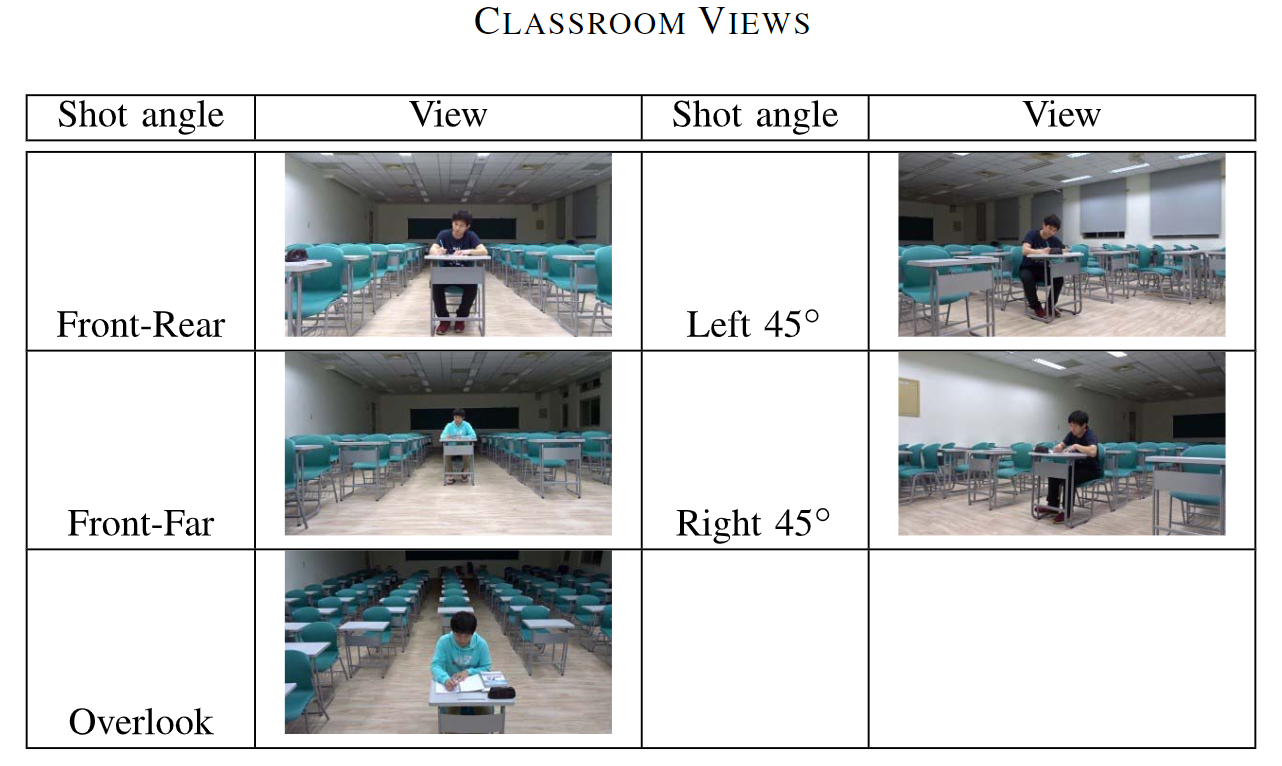 CLASSROOM VIEWS
Shot angle View Shot angle View
Front-Rear Left 45°
Front-Far Right 45°
Overlook